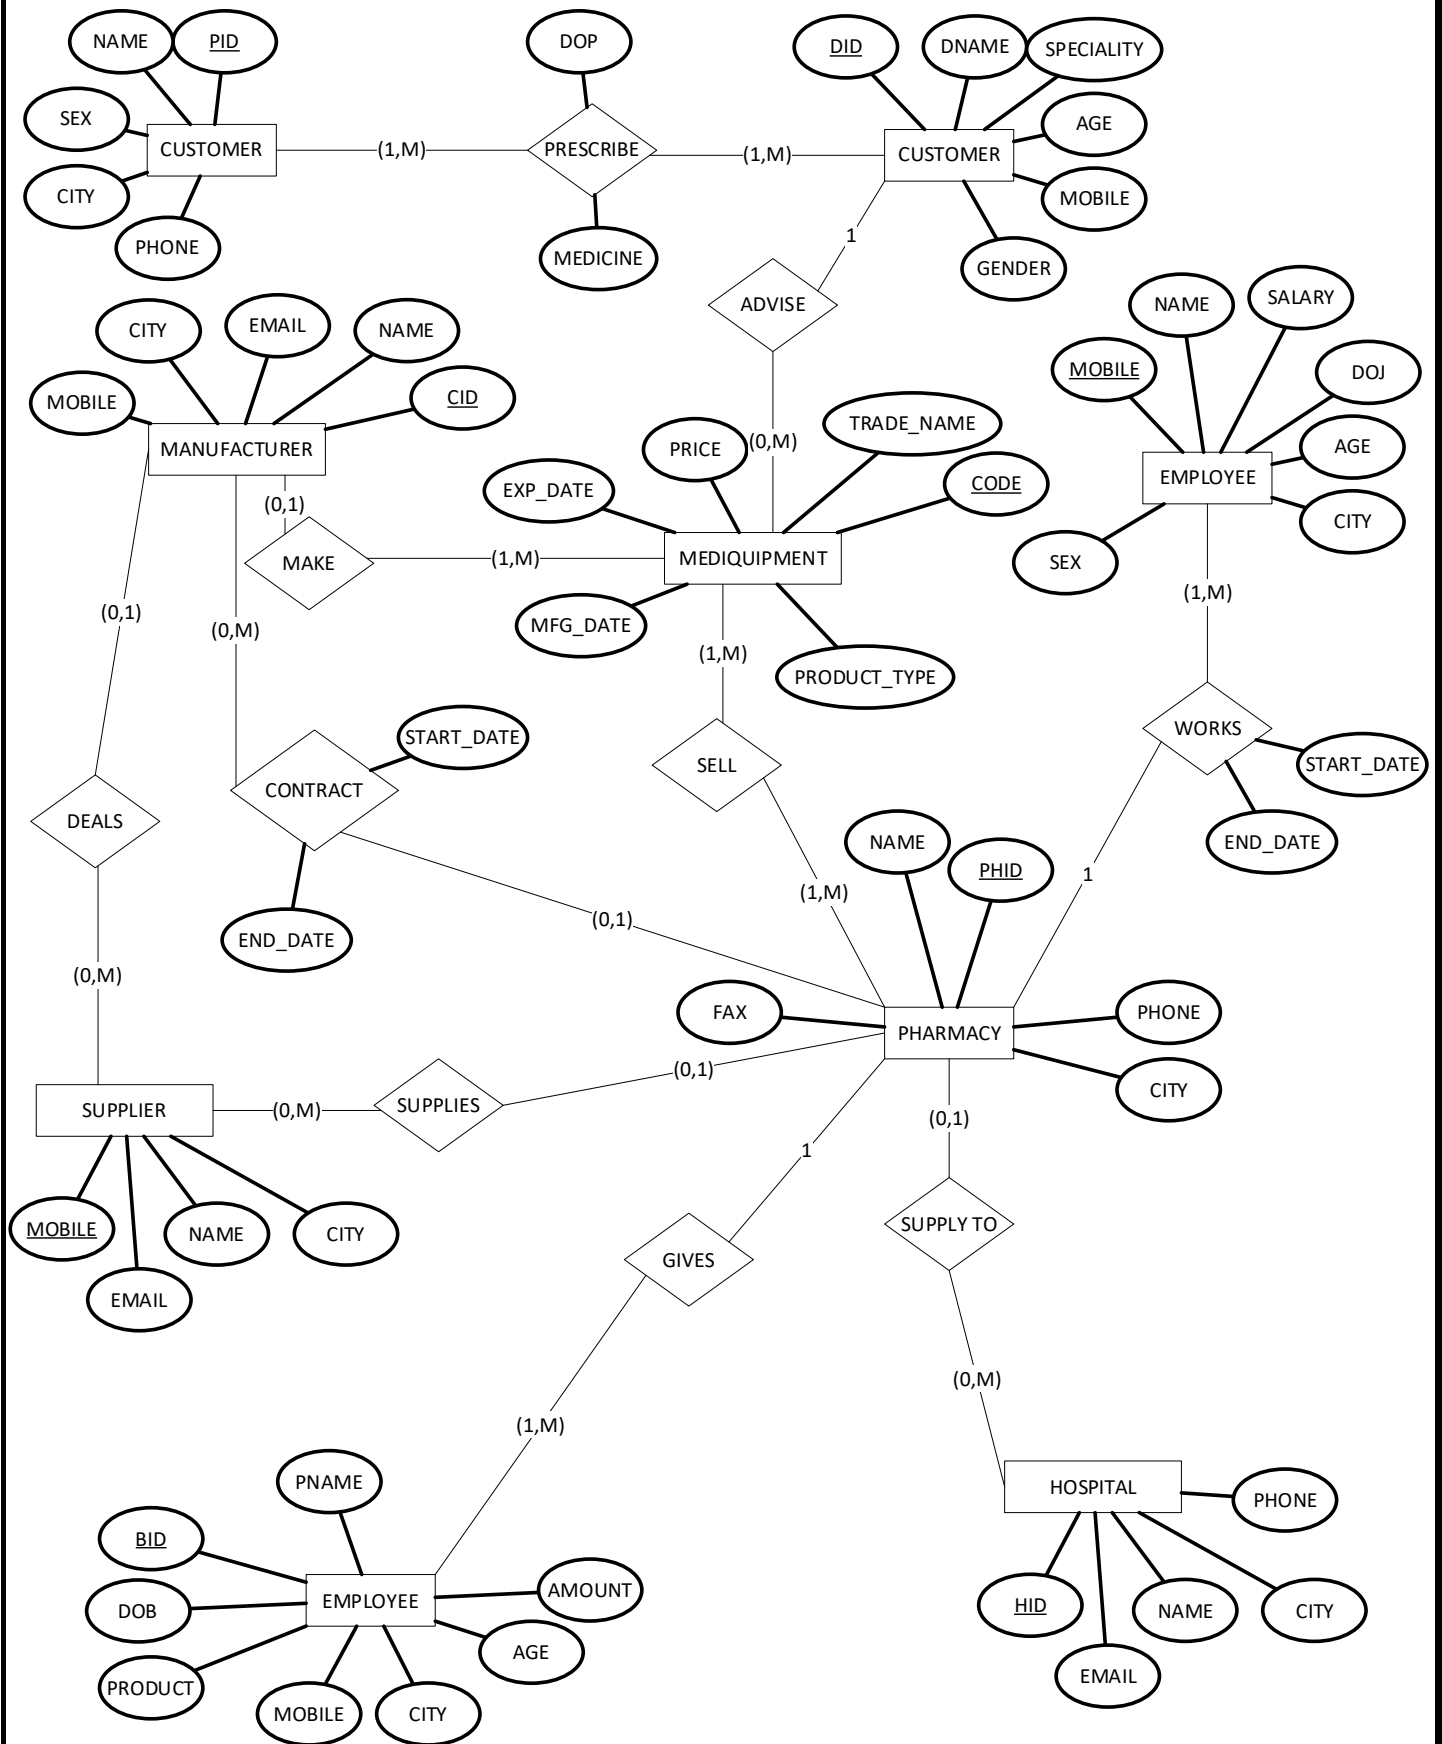 NAME
PID
DOP
DID
DNAME
SPECIALITY
SEX
AGE
CUSTOMER
(1,M)
PRESCRIBE
(1,M)
CUSTOMER
CITY
MOBILE
PHONE
MEDICINE
1
GENDER
ADVISE
NAME
SALARY
CITY
EMAIL
NAME
MOBILE
DOJ
MOBILE
CID
MANUFACTURER
PRICE
(0,M)
TRADE_NAME
AGE
EXP_DATE
CODE
EMPLOYEE
(0,1)
CITY
MAKE
(1,M)
MEDIQUIPMENT
SEX
(0,1)
(0,M)
MFG_DATE
(1,M)
(1,M)
PRODUCT_TYPE
START_DATE
WORKS
CONTRACT
SELL
START_DATE
DEALS
NAME
END_DATE
PHID
1
(1,M)
(0,1)
END_DATE
(0,M)
FAX
PHARMACY
PHONE
(0,1)
CITY
SUPPLIER
(0,M)
SUPPLIES
(0,1)
1
MOBILE
NAME
CITY
SUPPLY TO
GIVES
EMAIL
(0,M)
(1,M)
PNAME
HOSPITAL
PHONE
BID
AMOUNT
DOB
EMPLOYEE
HID
NAME
CITY
AGE
PRODUCT
EMAIL
MOBILE
CITY